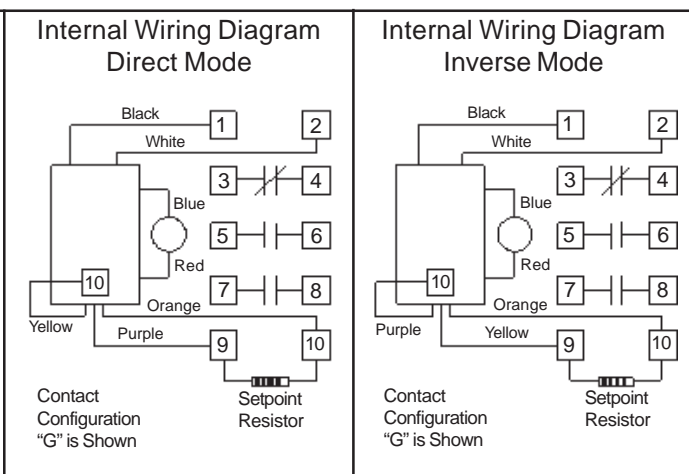 Internal Wiring Diagram
Direct Mode
Black
1
2
White
3
4
Blue
5
6
Red
10
7
8
Orange
Yellow
Purple
9
10
Contact
Configuration
“G” is Shown
Setpoint
Resistor
Internal Wiring Diagram
Inverse Mode
Black
1
2
White
3
4
Blue
5
6
Red
10
7
8
Orange
Purple
Yellow
9
10
Contact
Configuration
“G” is Shown
Setpoint
Resistor